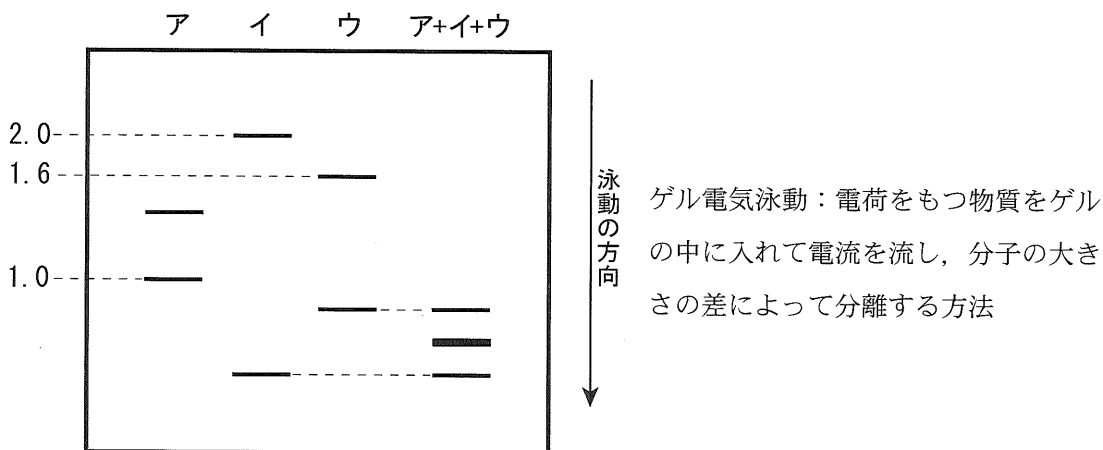 ア イ ウ ア+イ+ウ
2.0
1.6
1.0
泳動の方向
ゲル電気泳動：電荷をもつ物質をゲル
の中に入れて電流を流し，分子の大き
さの差によって分離する方法